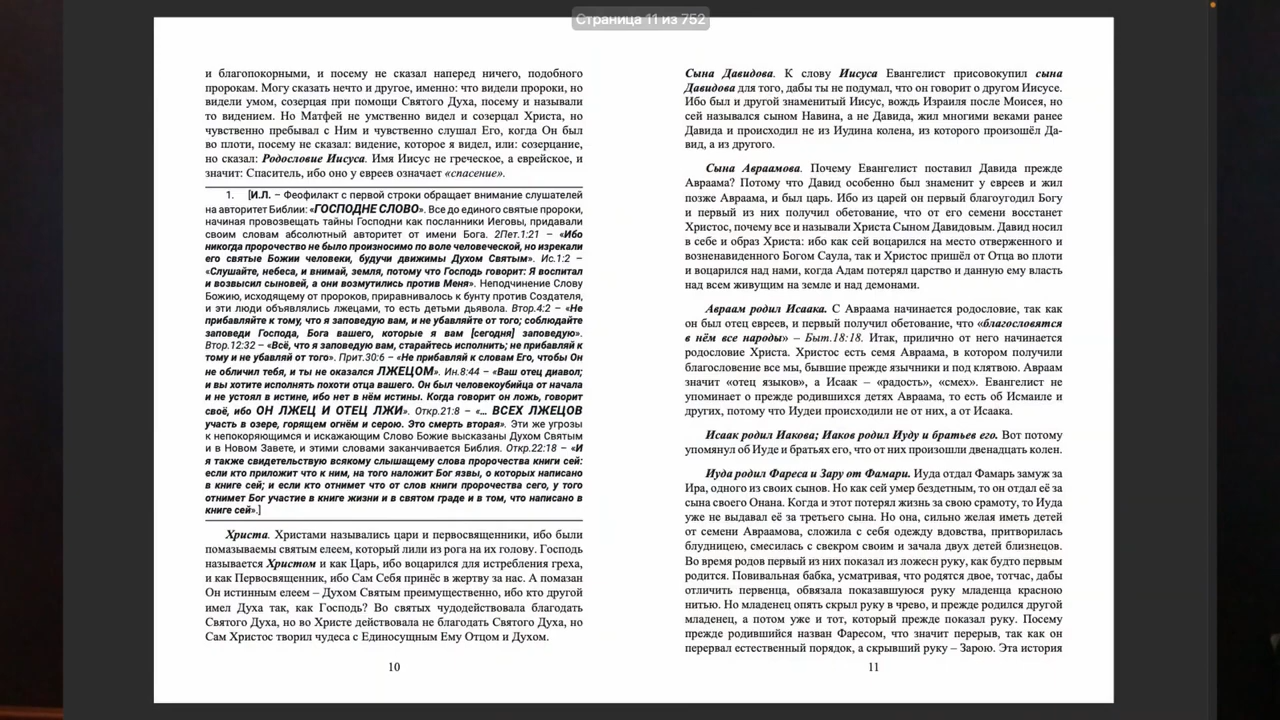 Страница 11 из 752
и благопокорными, и посему не сказал наперед ничего, подобного
пророкам. Могу сказать нечто и другое, именно: что видели пророки, но
видели умом, созерцая при помощи Святого Духа, посему и называли
то видением. Но Матфей не умственно видел и созерцал Христа, но
чувственно пребывал с Ним и чувственно слушал Его, когда Он был
во плоти, посему не сказал: видение, которое я видел, или: созерцание,
но сказал: Родословие Иисуса. Имя Иисус не греческое, а еврейское, и
значит: Спаситель, ибо оно у евреев означает «спасение».
1. [И.Л. – Феофилакт с первой строки обращает внимание слушателей
на авторитет Библии: «ГОСПОДНЕ СЛОВО». Все до единого святые пророки,
начиная провозвещать тайны Господни как посланники Иеговы, придавали
своим словам абсолютный авторитет от имени Бога. 2Пет.1:21 – «Ибо
никогда пророчество не было произносимо по воле человеческой, но изрекали
его святые Божии человеки, будучи движимы Духом Святым». Ис.1:2 –
«Слушайте, небеса, и внимай, земля, потому что Господь говорит: Я воспитал
и возвысил сыновей, а они возмутились против Меня». Неподчинение Слову
Божию, исходящему от пророков, приравнивалось к бунту против Создателя,
и эти люди объявлялись лжецами, то есть детьми дьявола. Втор.4:2 – «Не
прибавляйте к тому, что я заповедую вам, и не убавляйте от того; соблюдайте
заповеди Господа, Бога вашего, которые я вам [сегодня] заповедую».
Втор.12:32 – «Всё, что я заповедую вам, старайтесь исполнить; не прибавляй к
тому и не убавляй от того». Прит.30:6 – «Не прибавляй к словам Его, чтобы Он
не обличил тебя, и ты не оказался ЛЖЕЦОМ». Ин.8:44 – «Ваш отец диавол;
и вы хотите исполнять похоти отца вашего. Он был человекоубийца от начала
и не устоял в истине, ибо нет в нём истины. Когда говорит он ложь, говорит
своё, ибо ОН ЛЖЕЦ И ОТЕЦ ЛЖИ». Откр.21:8 – «... ВСЕХ ЛЖЕЦОВ
участь в озере, горящем огнём и серою. Это смерть вторая». Эти же угрозы
к непокоряющимся и искажающим Слово Божие высказаны Духом Святым
и в Новом Завете, и этими словами заканчивается Библия. Откр.22:18 – «И
я также свидетельствую всякому слышащему слова пророчества книги сей:
если кто приложит что к ним, на того наложит Бог язвы, о которых написано
в книге сей; и если кто отнимет что от слов книги пророчества сего, у того
отнимет Бог участие в книге жизни и в святом граде и в том, что написано в
книге сей».]
Христа. Христами назывались цари и первосвященники, ибо были
помазываемы святым елеем, который лили из рога на их голову. Господь
называется Христом и как Царь, ибо воцарился для истребления греха,
и как Первосвященник, ибо Сам Себя принёс в жертву за нас. А помазан
Он истинным елеем – Духом Святым преимущественно, ибо кто другой
имел Духа так, как Господь? Во святых чудодействовала благодать
Святого Духа, но во Христе действовала не благодать Святого Духа, но
Сам Христос творил чудеса с Единосущным Ему Отцом и Духом.
10
Сына Давидова. К слову Иисуса Евангелист присовокупил сына
Давидова для того, дабы ты не подумал, что он говорит о другом Иисусе.
Ибо был и другой знаменитый Иисус, вождь Израиля после Моисея, но
сей назывался сыном Навина, а не Давида, жил многими веками ранее
Давида и происходил не из Иудина колена, из которого произошёл Да-
вид, а из другого.
Сына Авраамова. Почему Евангелист поставил Давида прежде
Авраама? Потому что Давид особенно был знаменит у евреев и жил
позже Авраама, и был царь. Ибо из царей он первый благоугодил Богу
и первый из них получил обетование, что от его семени восстанет
Христос, почему все и называли Христа Сыном Давидовым. Давид носил
в себе и образ Христа: ибо как сей воцарился на место отверженного и
возненавиденного Богом Саула, так и Христос пришёл от Отца во плоти
и воцарился над нами, когда Адам потерял царство и данную ему власть
над всем живущим на земле и над демонами.
Авраам родил Исаака. С Авраама начинается родословие, так как
он был отец евреев, и первый получил обетование, что «благословятся
в нём все народы» – Быт.18:18. Итак, прилично от него начинается
родословие Христа. Христос есть семя Авраама, в котором получили
благословение все мы, бывшие прежде язычники и под клятвою. Авраам
значит «отец языков», а Исаак – «радость», «смех». Евангелист не
упоминает о прежде родившихся детях Авраама, то есть об Исмаиле и
других, потому что Иудеи происходили не от них, а от Исаака.
Исаак родил Иакова; Иаков родил Иуду и братьев его. Вот потому
упомянул об Иуде и братьях его, что от них произошли двенадцать колен.
Иуда родил Фареса и Зару от Фамари. Иуда отдал Фамарь замуж за
Ира, одного из своих сынов. Но как сей умер бездетным, то он отдал её за
сына своего Онана. Когда и этот потерял жизнь за свою срамоту, то Иуда
уже не выдавал её за третьего сына. Но она, сильно желая иметь детей
от семени Авраамова, сложила с себя одежду вдовства, притворилась
блудницею, смесилась с свекром своим и зачала двух детей близнецов.
Во время родов первый из них показал из ложесн руку, как будто первым
родится. Повивальная бабка, усматривая, что родятся двое, тотчас, дабы
отличить первенца, обвязала показавшуюся руку младенца красною
нитью. Но младенец опять скрыл руку в чрево, и прежде родился другой
младенец, а потом уже и тот, который прежде показал руку. Посему
прежде родившийся назван Фаресом, что значит перерыв, так как он
перервал естественный порядок, а скрывший руку – Зарою. Эта история
11